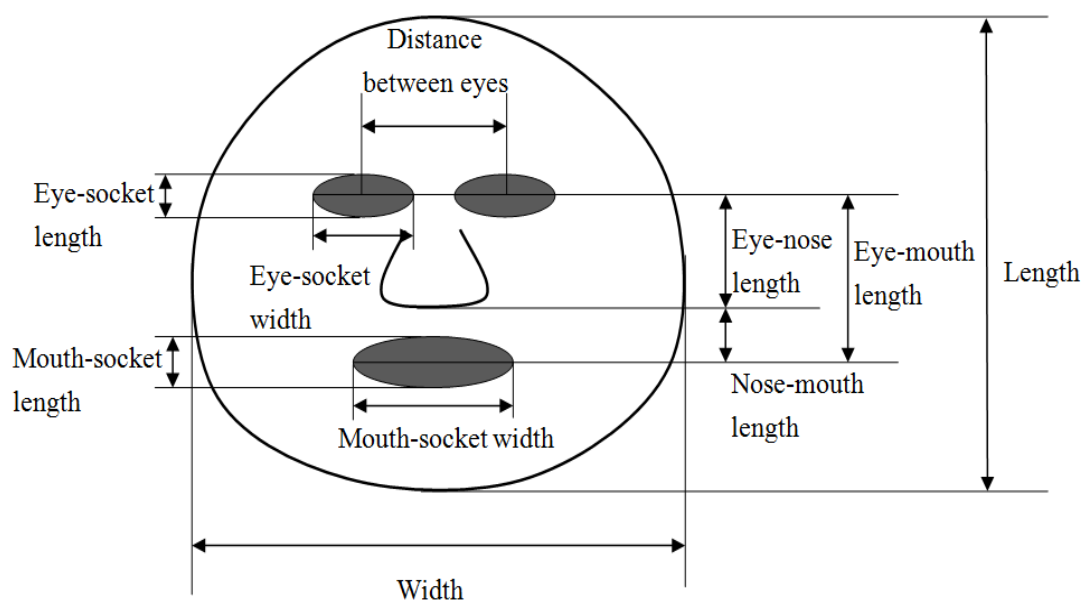 Distance
between eyes
Eye-socket
length
Eye-nose
length
Eye-mouth
length
Length
Eye-socket
width
Mouth-socket
length
Nose-mouth
length
Mouth-socket width
Width